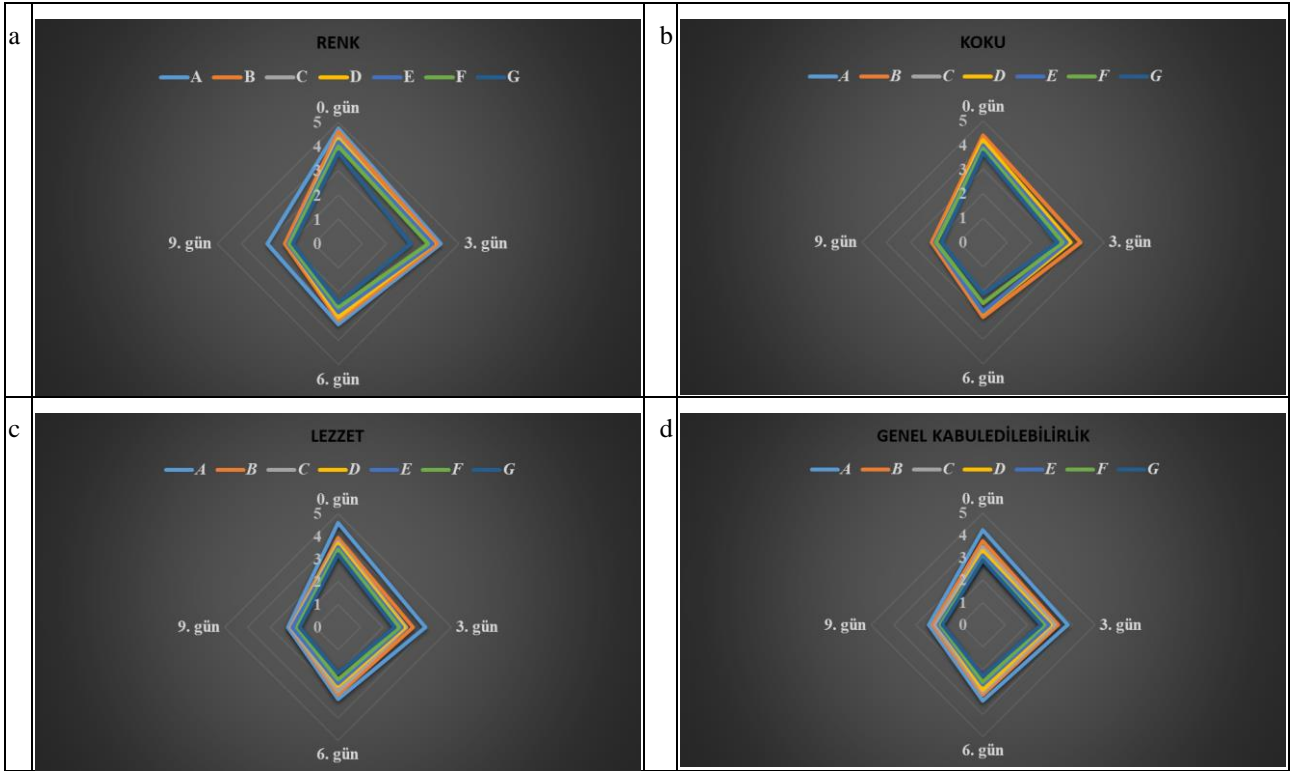 a
RENK
A B C D E F G
0. gün
5
4
3
2
1
0
9. gün
3. gün
6. gün
b
KOKU
A B C D E F G
0. gün
5
4
3
2
1
0
9. gün
3. gün
6. gün
c
LEZZET
A B C D E F G
0. gün
5
4
3
2
1
0
9. gün
3. gün
6. gün
d
GENEL KABULEDİLEBİLİRLİK
A B C D E F G
0. gün
5
4
3
2
1
0
9. gün
3. gün
6. gün